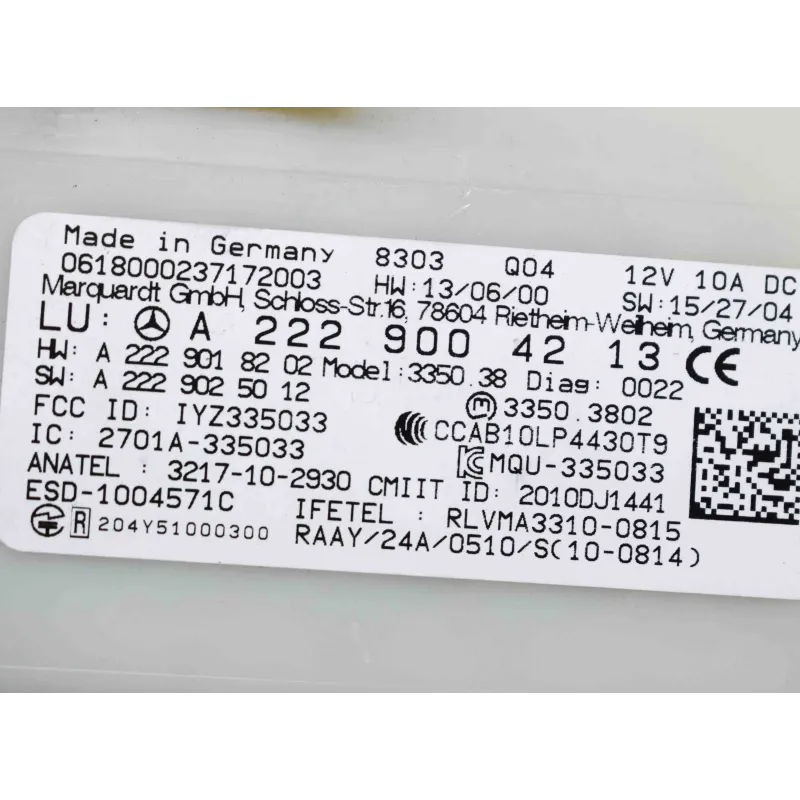 Made in Germany 8303 Q04 12V 10A DC
0618000237172003 HW:13/06/00 SW:15/27/04
Marquardt GmbH, Schloss-Str.16, 78604 Rietheim-Weilheim, Germany
LU: A 222 900 42 13 CE
HW: A 222 901 82 02 Model:3350.38 Diag: 0022
SW: A 222 902 50 12 M 3350.3802
FCC ID: IYZ335033 CCAB10LP4430T9
IC: 2701A-335033 MQU-335033
ANATEL : 3217-10-2930 CMIIT ID: 2010DJ1441
ESD-1004571C IFETEL : RLVMA3310-0815
R 204Y51000300 RAAY/24A/0510/S(10-0814)